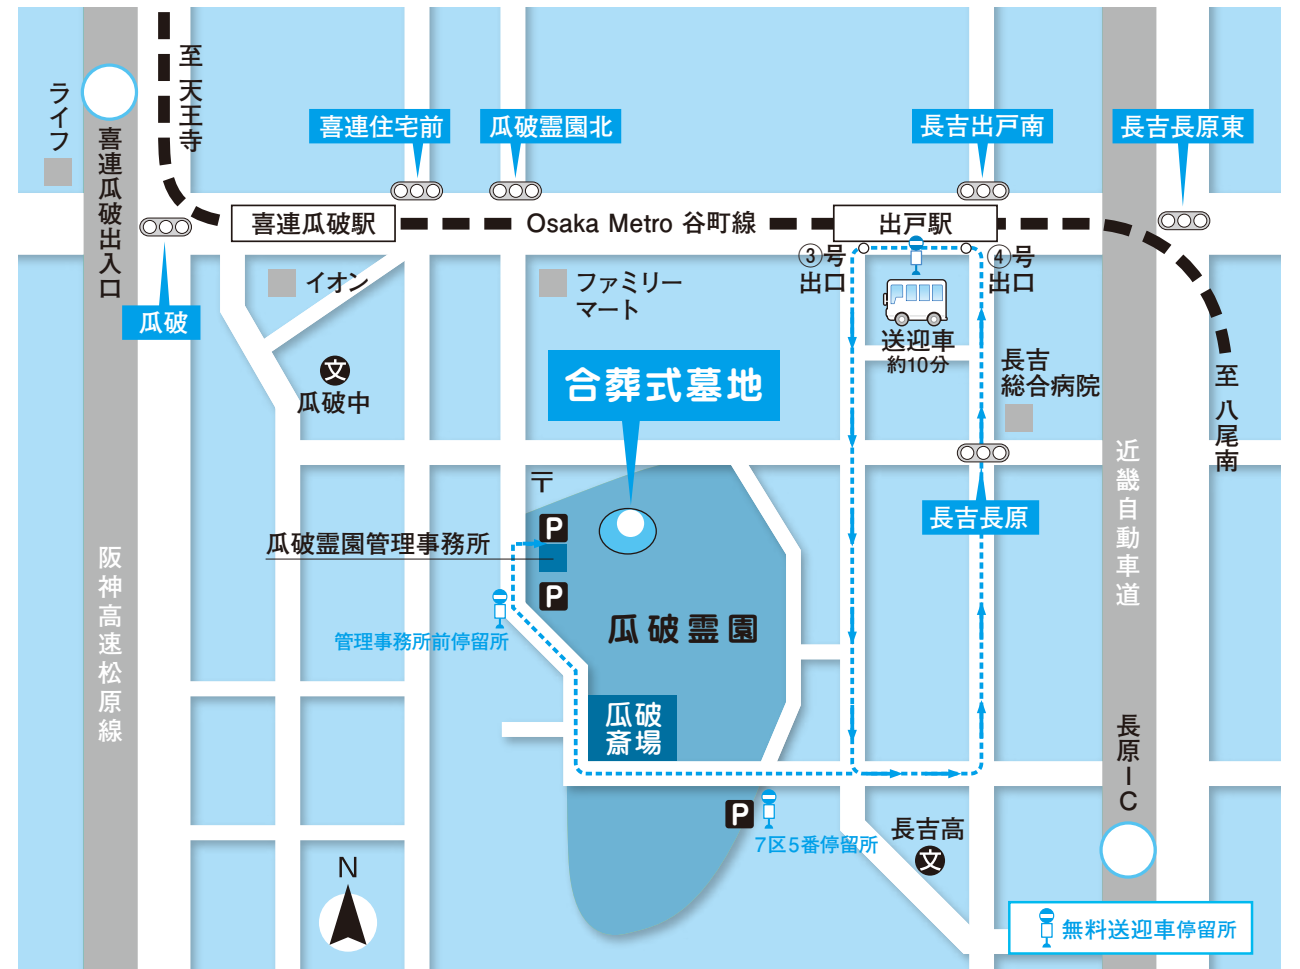 至 天王寺
ライフ
喜連瓜破出入口
喜連住宅前
瓜破霊園北
長吉出戸南
長吉長原東
喜連瓜破駅
Osaka Metro 谷町線
出戸駅
③号
出口
④号
出口
イオン
ファミリー
マート
瓜破
送迎車
約10分
長吉
総合病院
至 八尾南
文
瓜破中
合葬式墓地
近畿自動車道
〒
長吉長原
P
瓜破霊園管理事務所
阪神高速松原線
P
瓜破霊園
管理事務所前停留所
瓜破
斎場
長原IC
P
7区5番停留所
長吉高
文
N
無料送迎車停留所